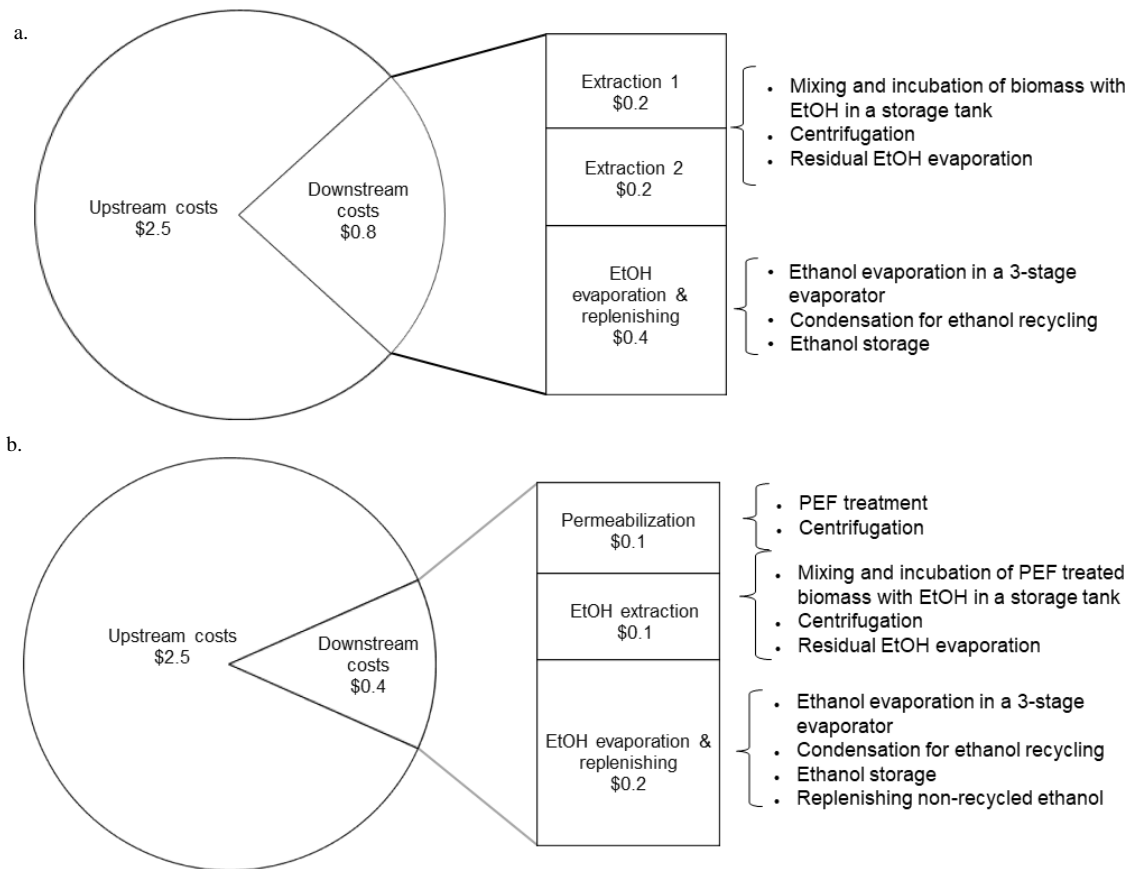 a.
Upstream costs
$2.5
Downstream
costs
$0.8
Extraction 1
$0.2
Extraction 2
$0.2
EtOH
evaporation &
replenishing
$0.4
• Mixing and incubation of biomass with
EtOH in a storage tank
• Centrifugation
• Residual EtOH evaporation
• Ethanol evaporation in a 3-stage
evaporator
• Condensation for ethanol recycling
• Ethanol storage
b.
Upstream costs
$2.5
Downstream
costs
$0.4
Permeabilization
$0.1
EtOH extraction
$0.1
EtOH evaporation &
replenishing
$0.2
• PEF treatment
• Centrifugation
• Mixing and incubation of PEF treated
biomass with EtOH in a storage tank
• Centrifugation
• Residual EtOH evaporation
• Ethanol evaporation in a 3-stage
evaporator
• Condensation for ethanol recycling
• Ethanol storage
• Replenishing non-recycled ethanol